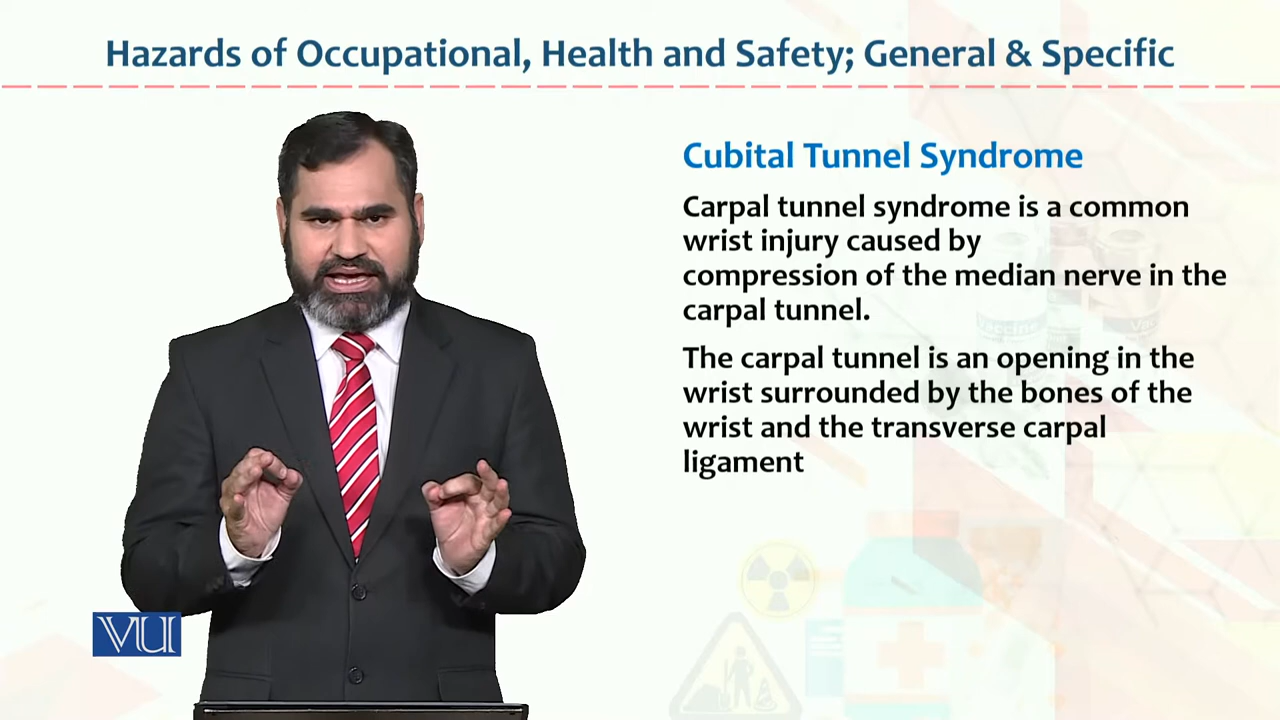 Hazards of Occupational, Health and Safety; General & Specific
Cubital Tunnel Syndrome
Carpal tunnel syndrome is a common
wrist injury caused by
compression of the median nerve in the
carpal tunnel.
The carpal tunnel is an opening in the
wrist surrounded by the bones of the
wrist and the transverse carpal
ligament
VU
vaccine